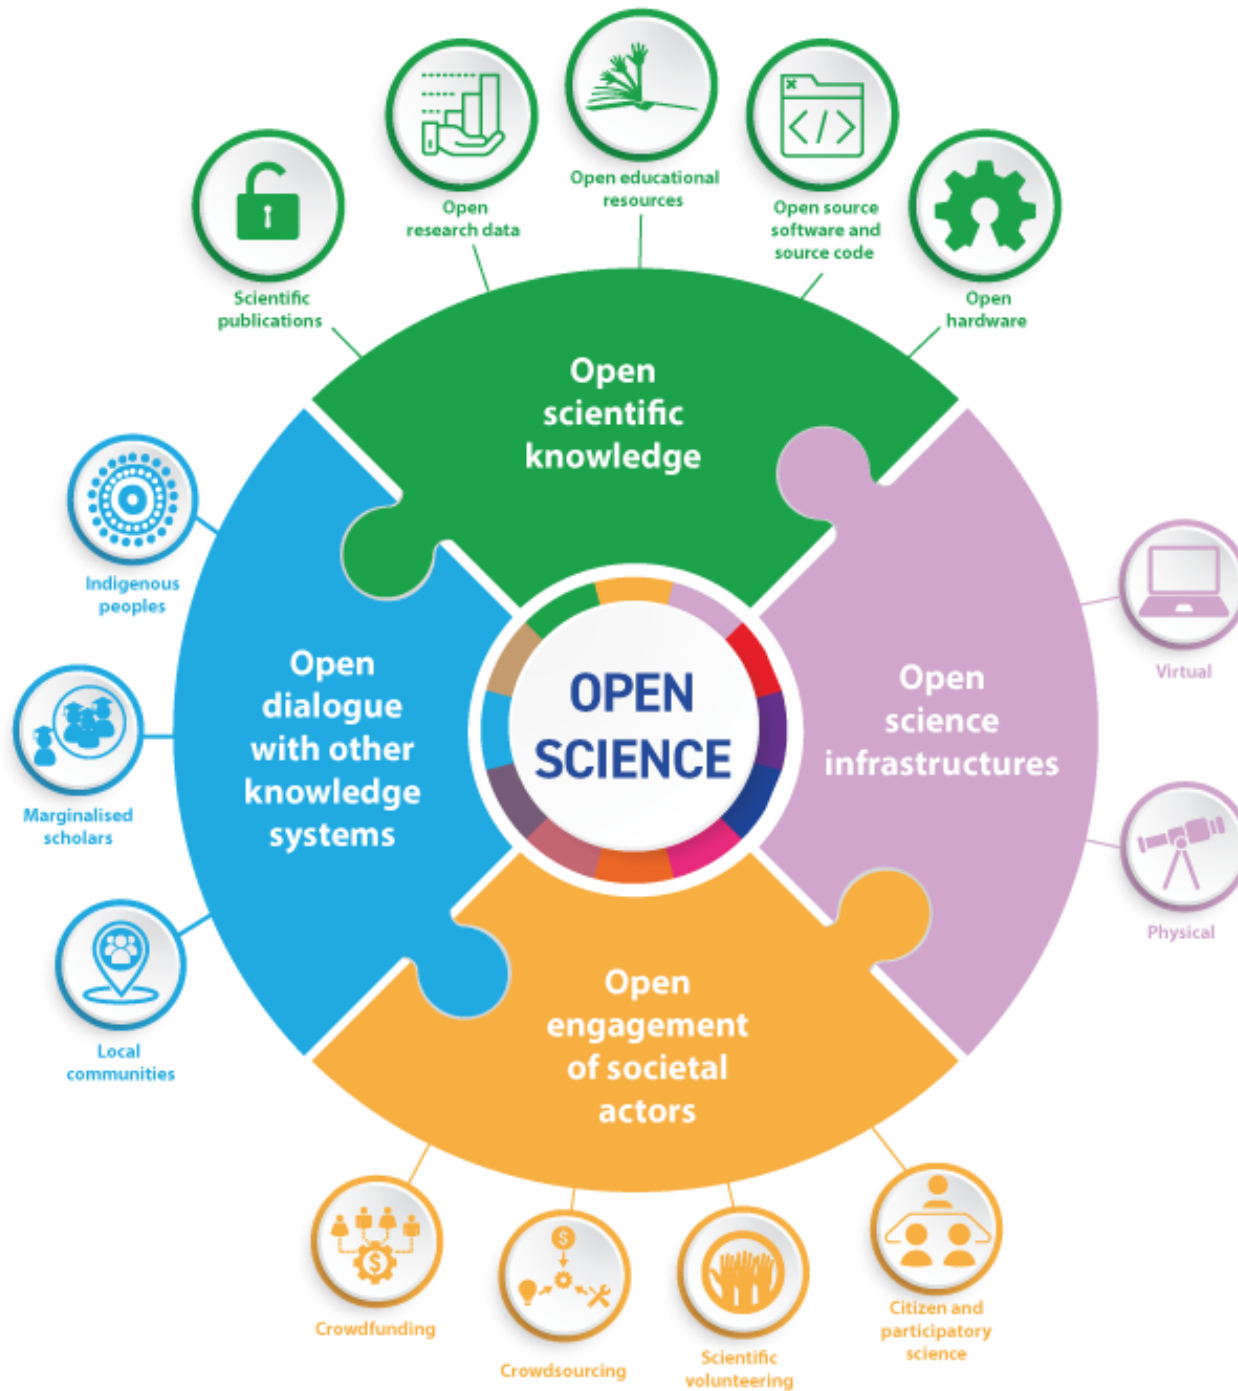 Open educational
resources
Open
research data
Open source
software and
source code
Scientific
publications
Open
hardware
Open
scientific
knowledge
Indigenous
peoples
Marginalised
scholars
Local
communities
Open
dialogue
with other
knowledge
systems
OPEN
SCIENCE
Open
science
infrastructures
Virtual
Physical
Open
engagement
of societal
actors
Crowdfunding
Crowdsourcing
Scientific
volunteering
Citizen and
participatory
science
$
$